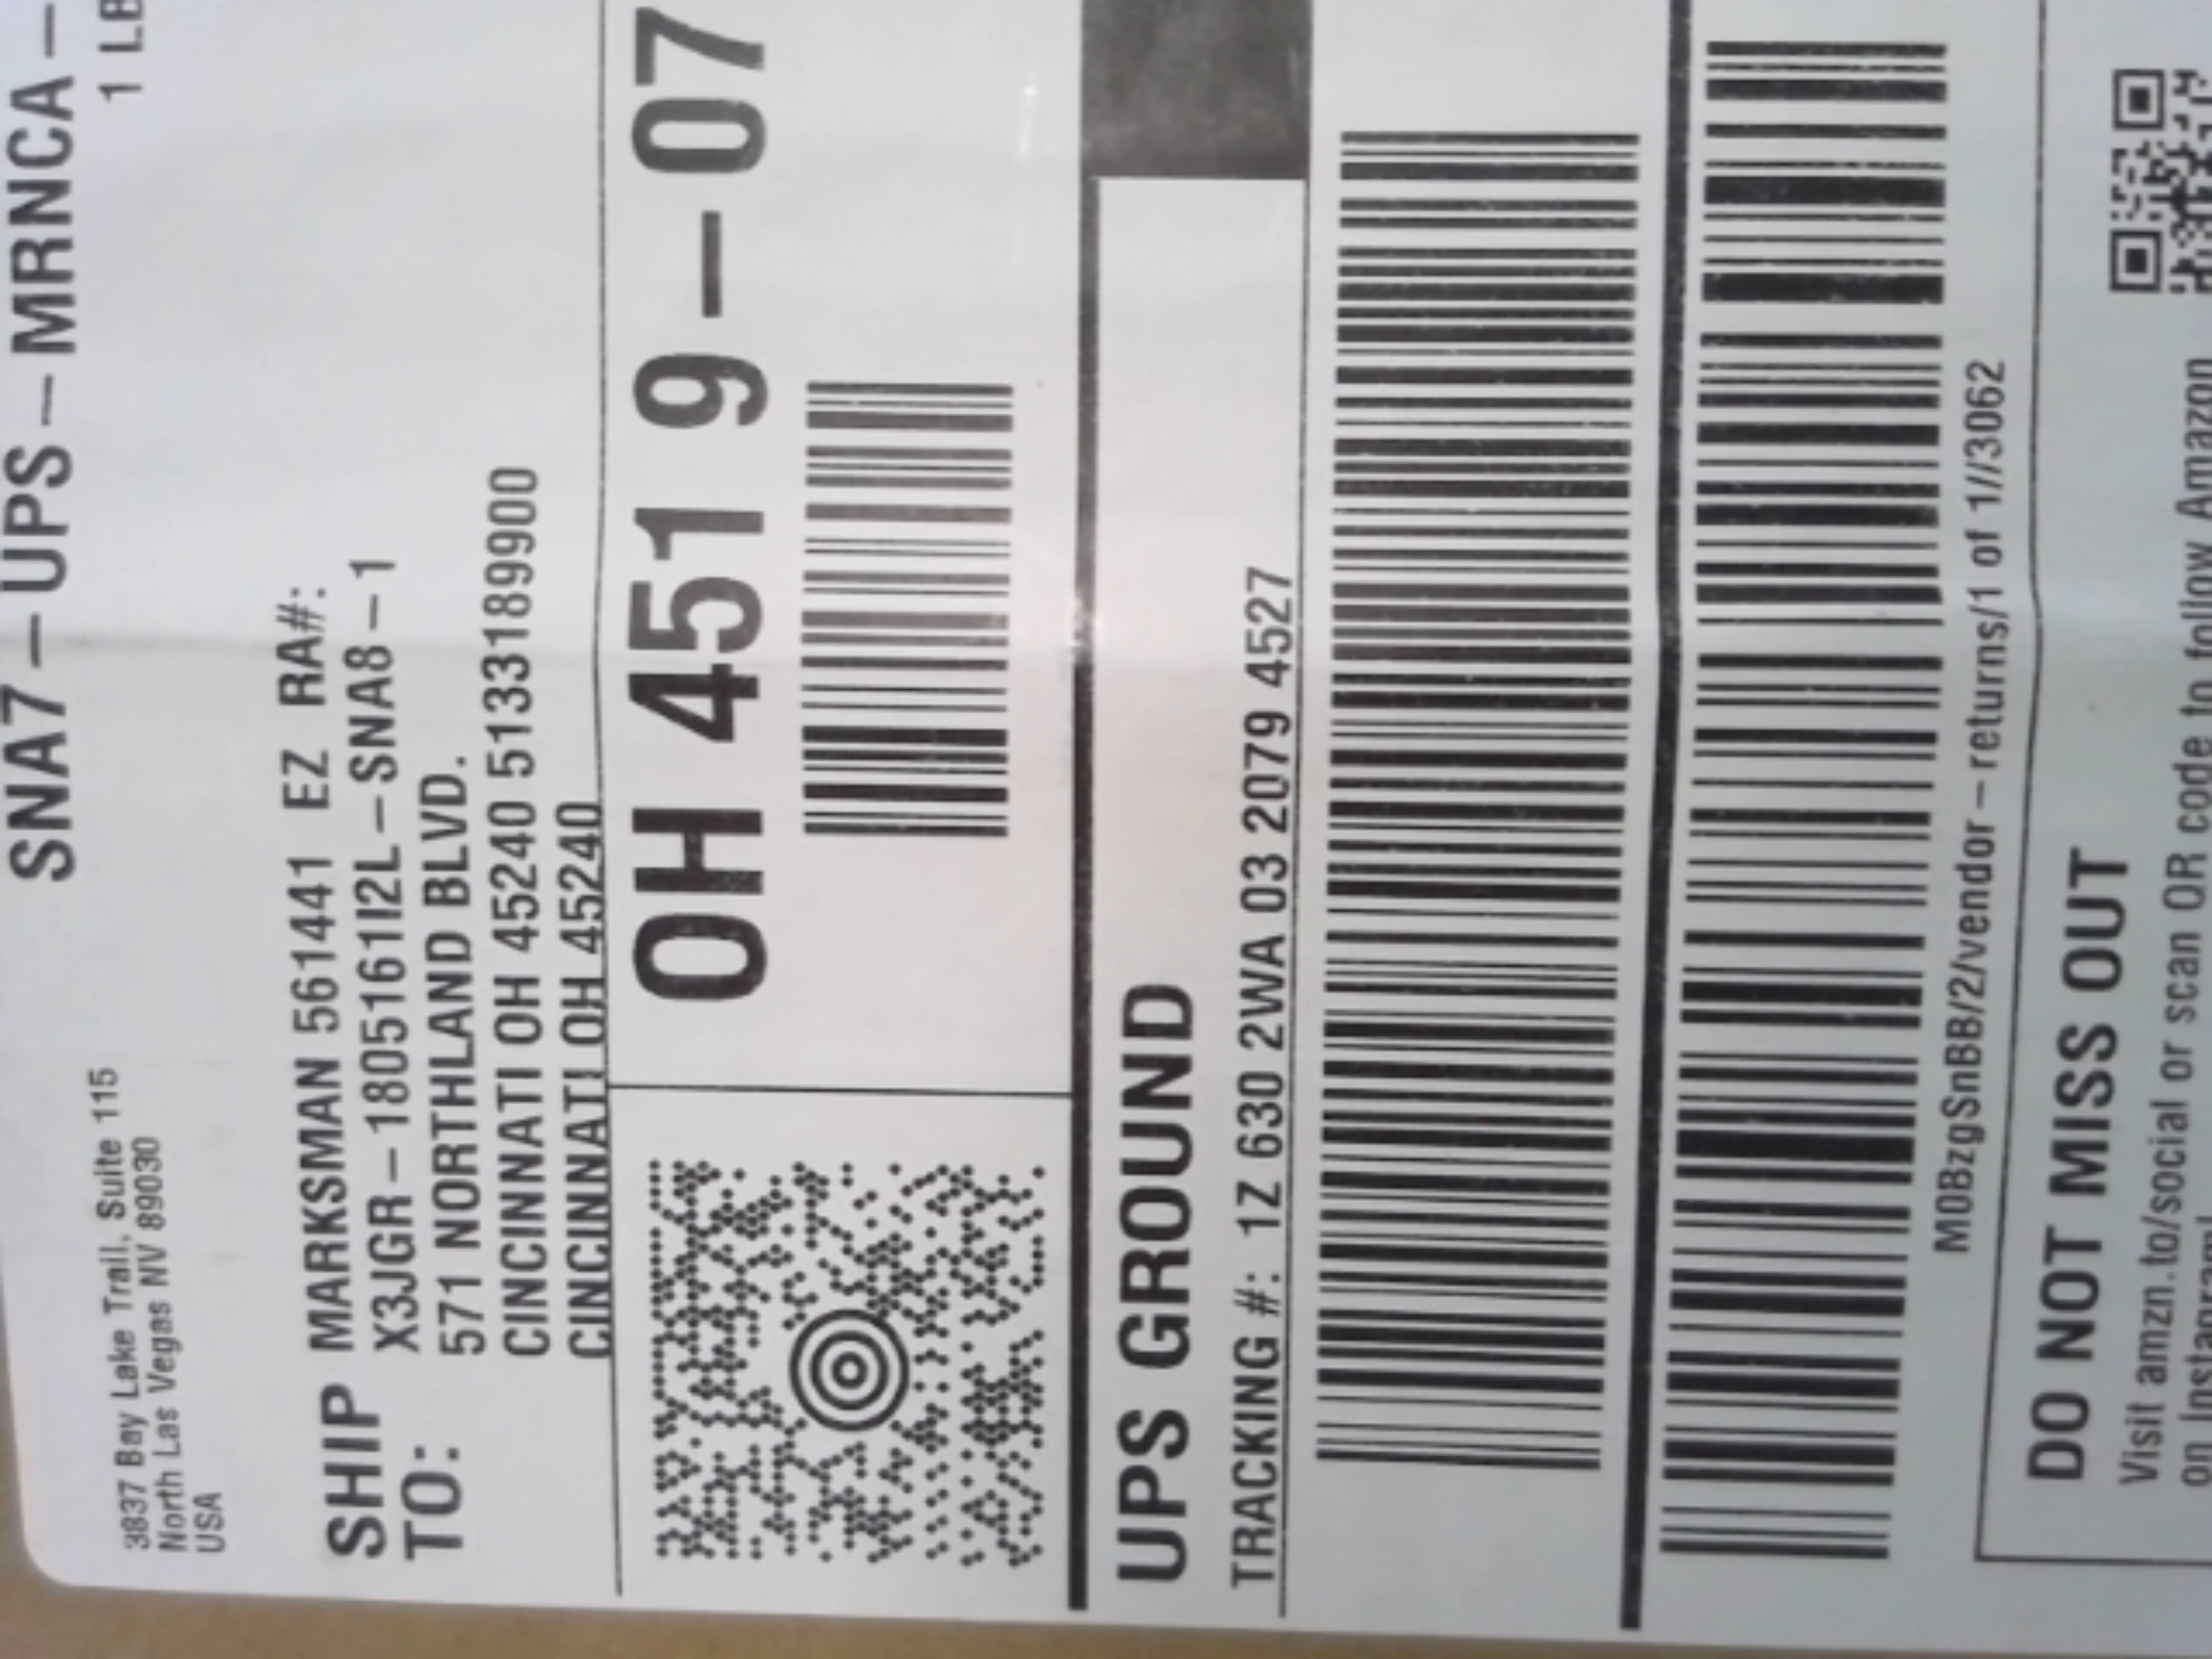 SNA7-UPS-MRNCA-
1 LB
3837 Bay Lake Trail, Suite 115
North Las Vegas NV 89030
USA
SHIP TO:
MARKSMAN 561441 EZ RA#:
X3JGR-18051616I2L-SNA8-1
571 NORTHLAND BLVD.
CINCINNATI OH 45240 5133189900
CINCINNATI OH 45240
OH 451 9-07
UPS GROUND
TRACKING #: 1Z 630 2WA 03 2079 4527
M0BzgSnBB/2/vendor-returns/1 of 1//3062
DO NOT MISS OUT
Visit amzn.to/social or scan QR code to follow Amazon
on Instagram!